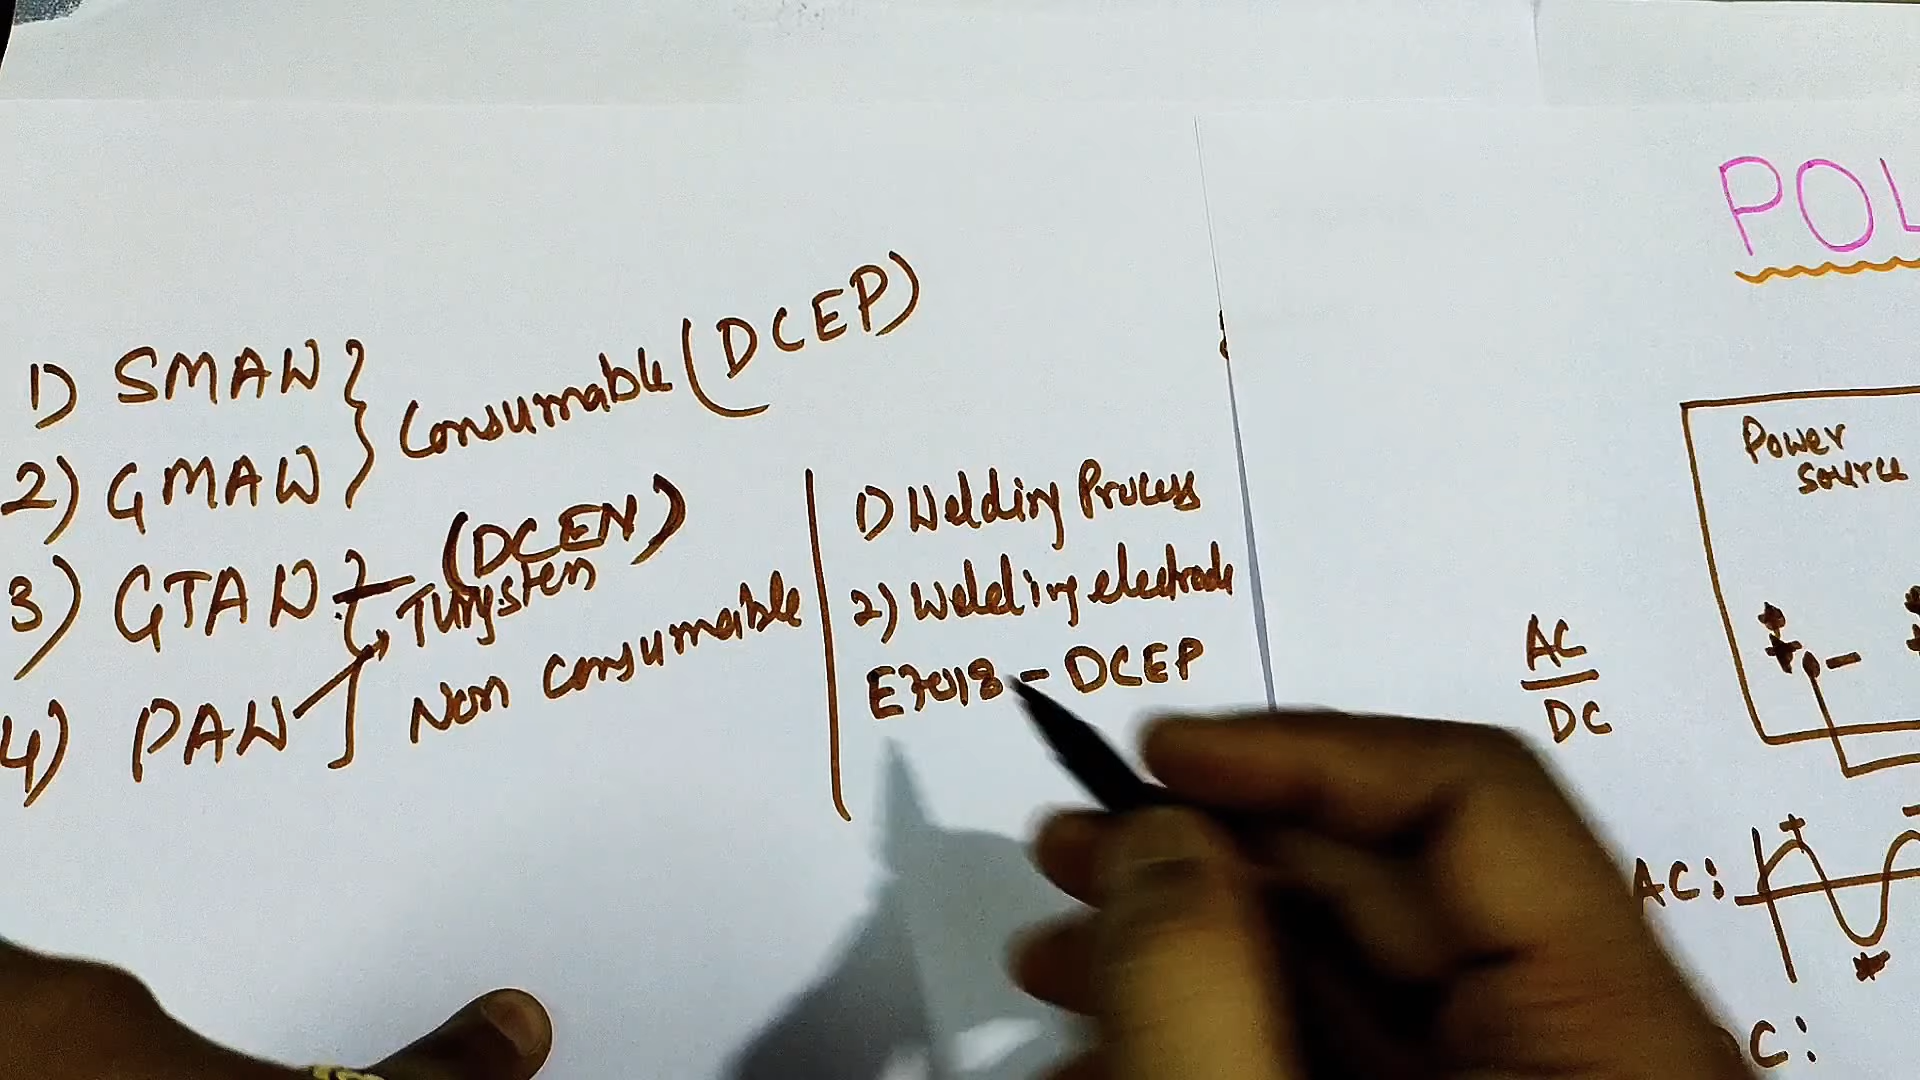 1) SMAW
2) GMAW
Consumable (DCEP)
3) GTAW
(DCEN)
Tungsten
4) PAW
Non consumable
1) Welding Process
2) Welding electrode
E7018 - DCEP
POL
Power
source
+
-
AC
DC
AC:
+
C: